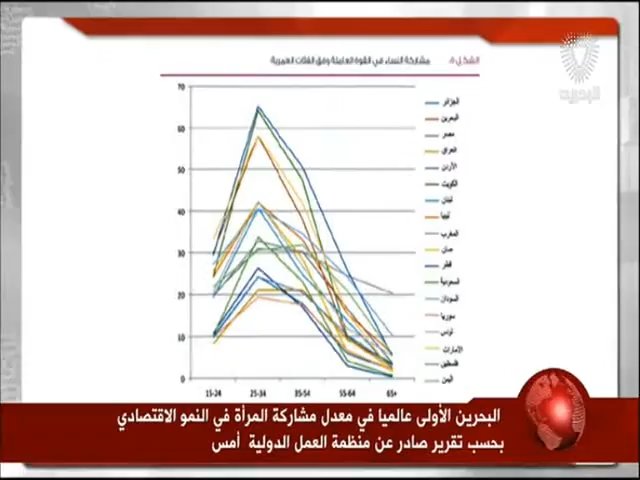 الشكل 5: مشاركة النساء في القوة العاملة وفق الفئات العمرية
البحرين
70
60
50
40
30
20
10
0
15-24 25-34 35-54 55-64 65+
الجزائر
البحرين
مصر
العراق
الأردن
الكويت
لبنان
ليبيا
المغرب
عمان
قطر
السعودية
السودان
سوريا
تونس
الإمارات
فلسطين
اليمن
البحرين الأولى عالميا في معدل مشاركة المرأة في النمو الاقتصادي
بحسب تقرير صادر عن منظمة العمل الدولية أمس